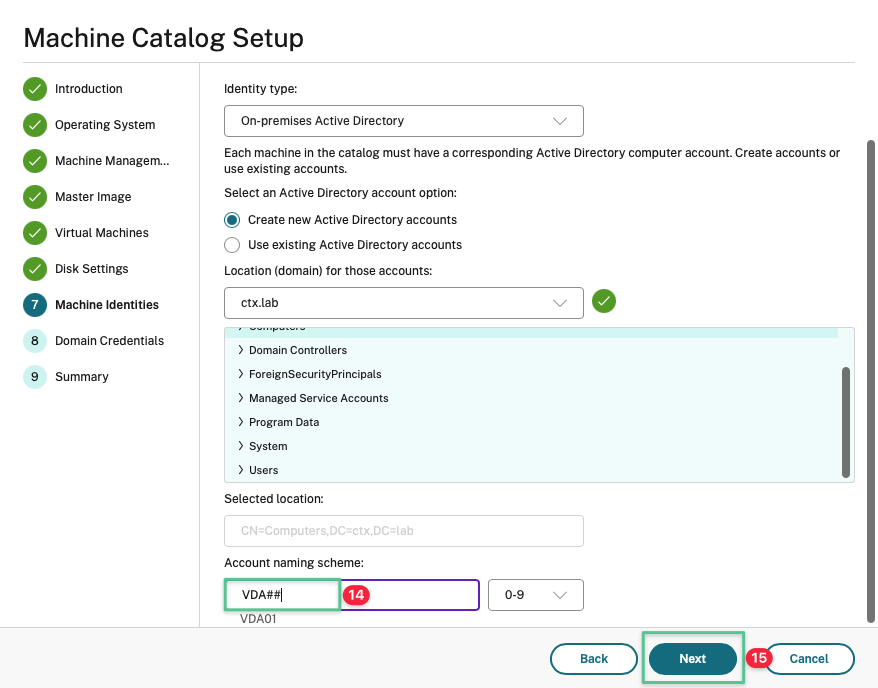 Machine Catalog Setup
Introduction
Operating System
Machine Managem...
Master Image
Virtual Machines
Disk Settings
7 Machine Identities
8 Domain Credentials
9 Summary
Identity type:
On-premises Active Directory
Each machine in the catalog must have a corresponding Active Directory computer account. Create accounts or
use existing accounts.
Select an Active Directory account option:
Create new Active Directory accounts
Use existing Active Directory accounts
Location (domain) for those accounts:
ctx.lab
Computers
Domain Controllers
ForeignSecurityPrincipals
Managed Service Accounts
Program Data
System
Users
Selected location:
CN=Computers,DC=ctx,DC=lab
Account naming scheme:
VDA## 14 0-9
VDA01
Back Next 15 Cancel